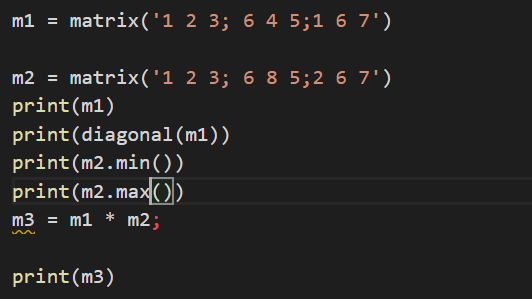 m1 = matrix('1 2 3; 6 4 5;1 6 7')
m2 = matrix('1 2 3; 6 8 5;2 6 7')
print(m1)
print(diagonal(m1))
print(m2.min())
print(m2.max())
m3 = m1 * m2;
print(m3)